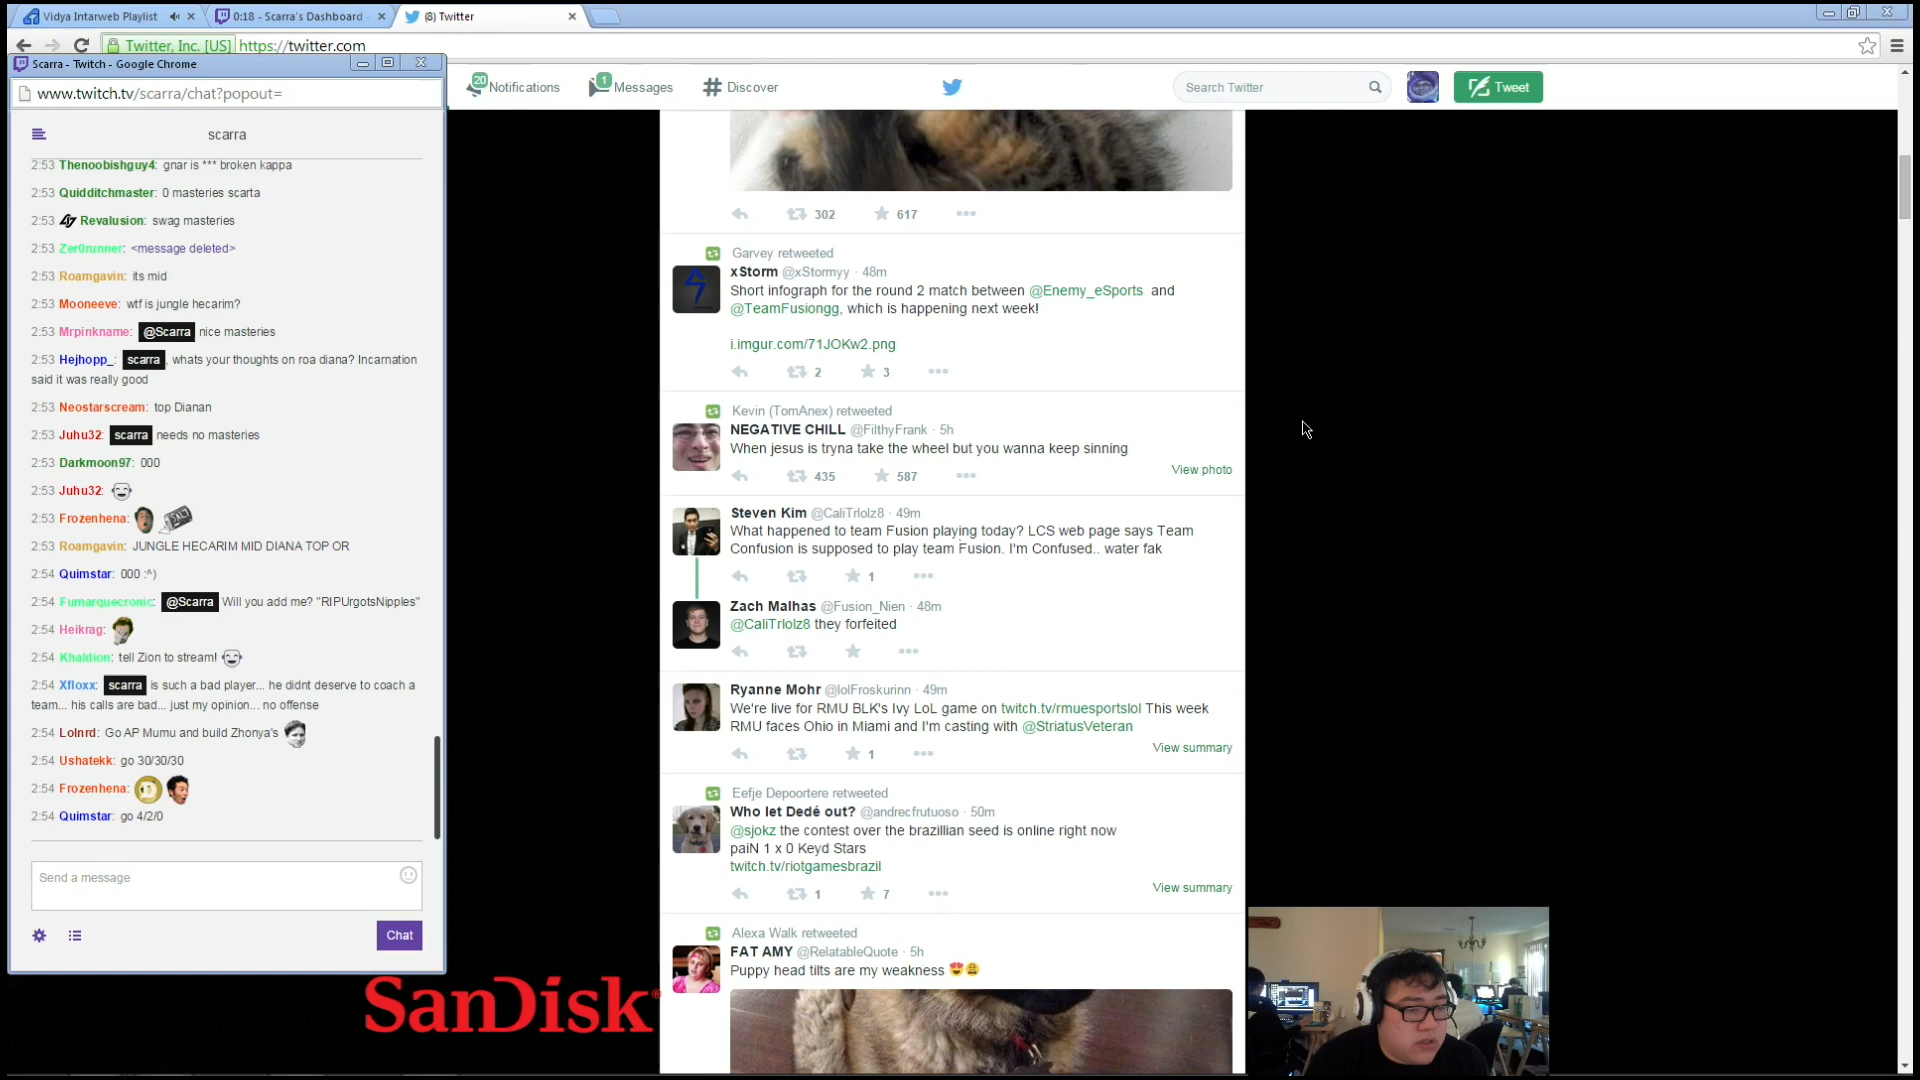 Vidya Intarweb Playlist
0:18 - Scarra's Dashboard -
(8) Twitter
Twitter, Inc. [US] https://twitter.com
Scarra - Twitch - Google Chrome
www.twitch.tv/scarra/chat?popout=
scarra
2:53 Thenoobishguy4: gnar is *** broken kappa
2:53 Quidditchmaster: 0 masteries scarta
2:53 Revalusion: swag masteries
2:53 Zer0runner: <message deleted>
2:53 Roamgavin: its mid
2:53 Mooneeve: wtf is jungle hecarim?
2:53 Mrpinkname: @Scarra nice masteries
2:53 Hejhopp_: scarra, whats your thoughts on roa diana? Incarnation
said it was really good
2:53 Neostarscream: top Dianan
2:53 Juhu32: scarra needs no masteries
2:53 Darkmoon97: 000
2:53 Juhu32:
2:53 Frozenhena: SALT
2:53 Roamgavin: JUNGLE HECARIM MID DIANA TOP OR
2:54 Quimstar: 000 :^)
2:54 Fumarquecronic: @Scarra Will you add me? "RIPUrgotsNipples"
2:54 Heikrag:
2:54 Khaldion: tell Zion to stream!
2:54 Xfloxx: scarra is such a bad player... he didnt deserve to coach a
team... his calls are bad... just my opinion... no offense
2:54 Lolnrd: Go AP Mumu and build Zhonya's
2:54 Ushatekk: go 30/30/30
2:54 Frozenhena:
2:54 Quimstar: go 4/2/0
Send a message
Chat
20 Notifications
1 Messages
Discover
Search Twitter
Tweet
302 617
Garvey retweeted
xStorm @xStormyy · 48m
Short infograph for the round 2 match between @Enemy_eSports and
@TeamFusiongg, which is happening next week!
i.imgur.com/71JOKw2.png
2 3
Kevin (TomAnex) retweeted
NEGATIVE CHILL @FilthyFrank · 5h
When jesus is tryna take the wheel but you wanna keep sinning
View photo
435 587
Steven Kim @CaliTrlolz8 · 49m
What happened to team Fusion playing today? LCS web page says Team
Confusion is supposed to play team Fusion. I'm Confused.. water fak
1
Zach Malhas @Fusion_Nien · 48m
@CaliTrlolz8 they forfeited
Ryanne Mohr @lolFroskurinn · 49m
We're live for RMU BLK's Ivy LoL game on twitch.tv/rmuesportslol This week
RMU faces Ohio in Miami and I'm casting with @StriatusVeteran
View summary
1
Eefje Depoortere retweeted
Who let Dedé out? @andrecfrutuoso · 50m
@sjokz the contest over the brazillian seed is online right now
paiN 1 x 0 Keyd Stars
twitch.tv/riotgamesbrazil
View summary
1 7
Alexa Walk retweeted
FAT AMY @RelatableQuote · 5h
Puppy head tilts are my weakness 😍😩
SanDisk®